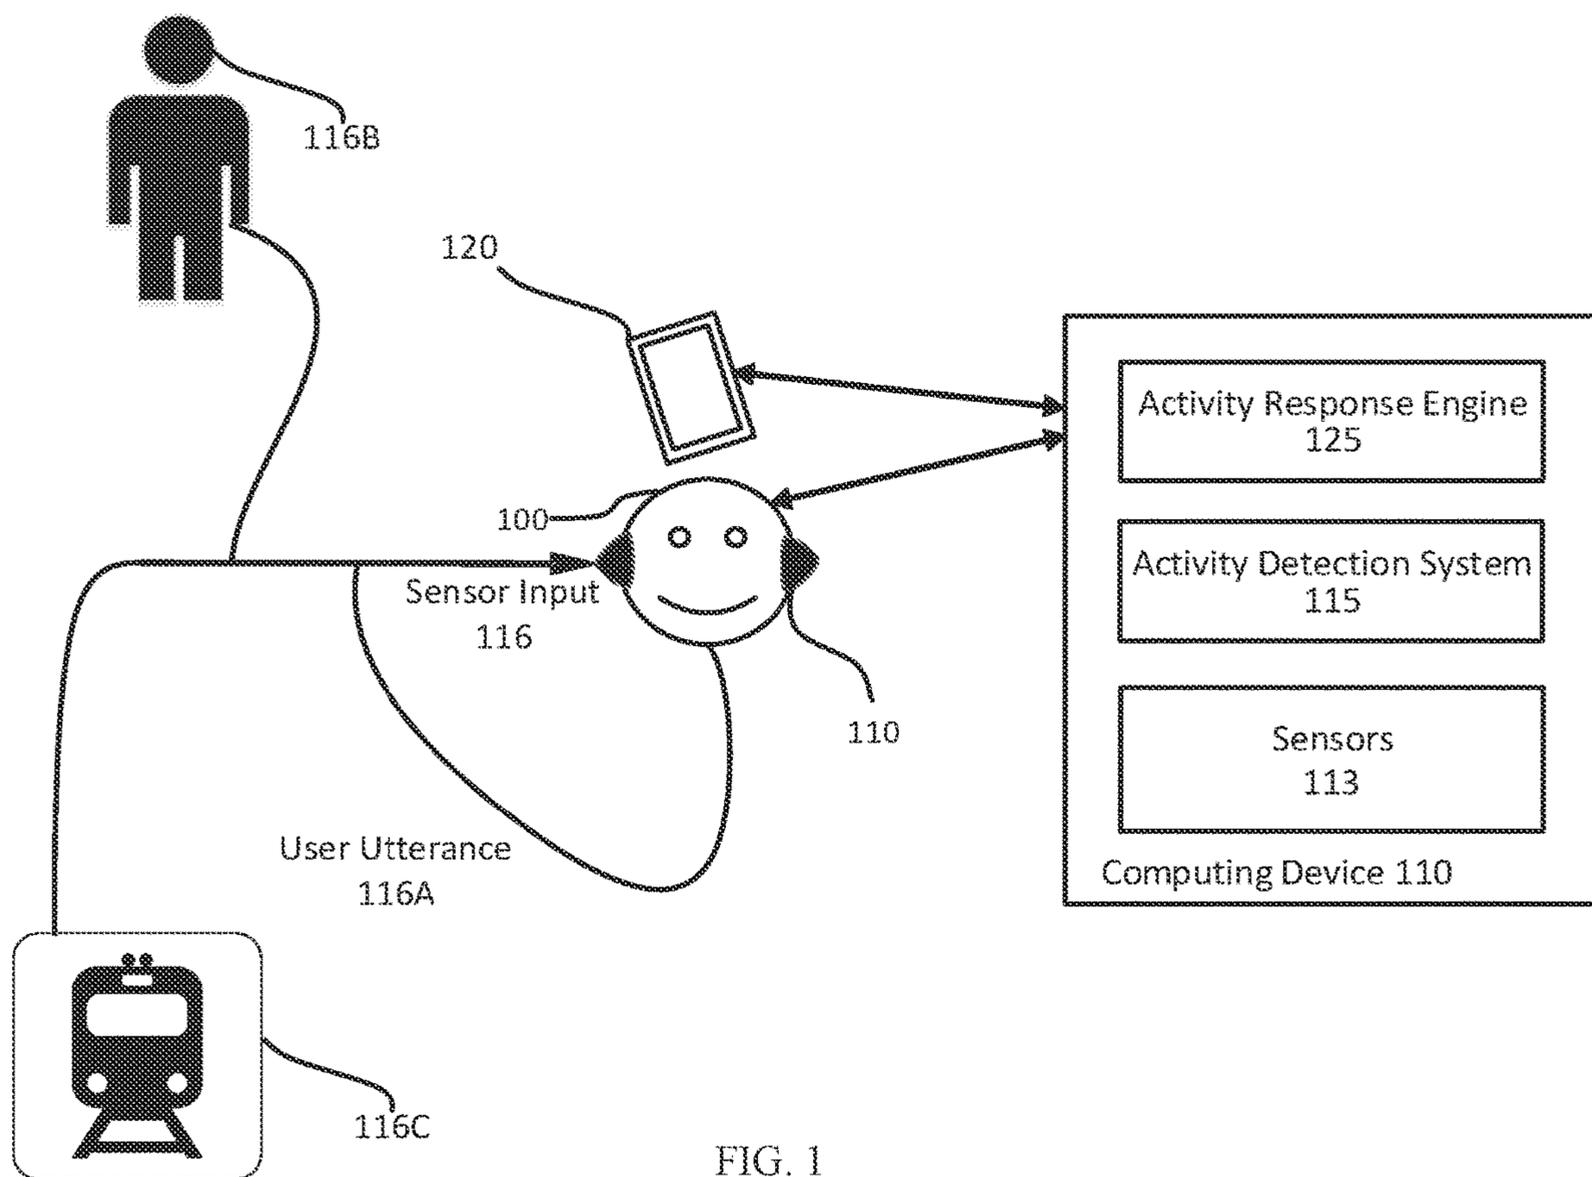 116B
120
Activity Response Engine
125
100
Activity Detection System
115
Sensor Input
116
110
Sensors
113
User Utterance
116A
Computing Device 110
116C
FIG. 1